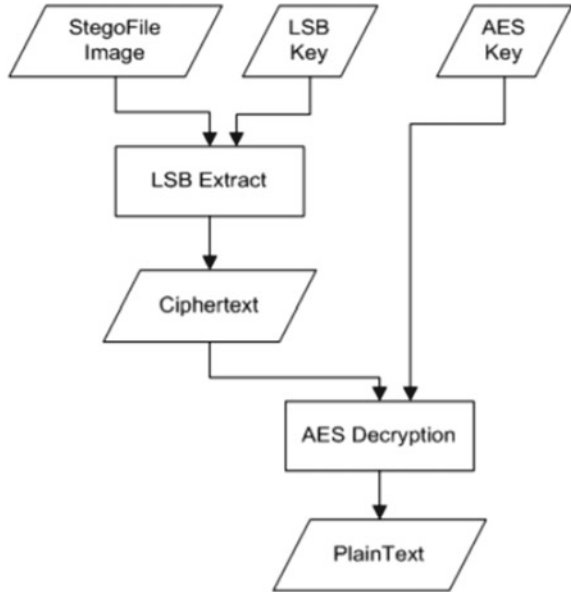 StegoFile
Image
LSB
Key
AES
Key
LSB Extract
Ciphertext
AES Decryption
PlainText